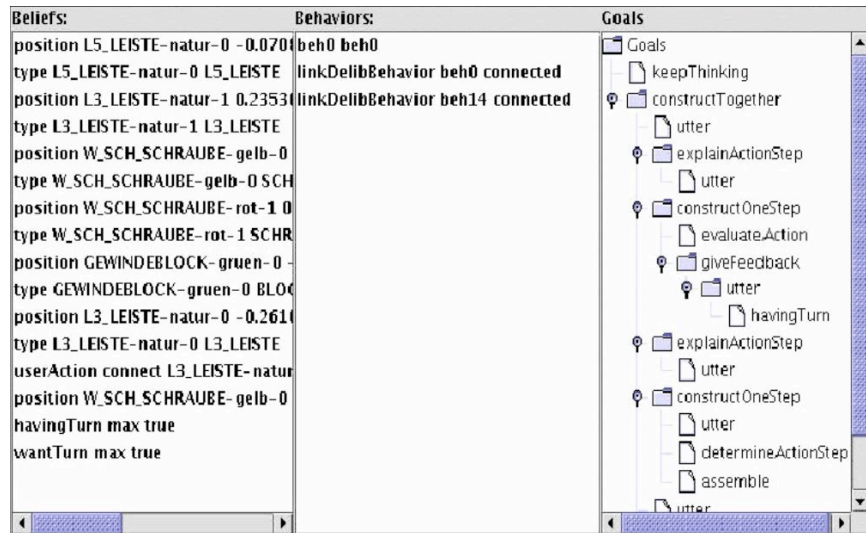 Beliefs:
position L5_LEISTE-natur-0 -0.070
type L5_LEISTE-natur-0 L5_LEISTE
position L3_LEISTE-natur-1 0.2353
type L3_LEISTE-natur-1 L3_LEISTE
position W_SCH_SCHRAUBE-gelb-0
type W_SCH_SCHRAUBE-gelb-0 SCH
position W_SCH_SCHRAUBE-rot-1 0
type W_SCH_SCHRAUBE-rot-1 SCHR
position GEWINDEBLOCK-gruen-0 -
type GEWINDEBLOCK-gruen-0 BLO
position L3_LEISTE-natur-0 -0.261
type L3_LEISTE-natur-0 L3_LEISTE
userAction connect L3_LEISTE-natur
position W_SCH_SCHRAUBE-gelb-0
havingTurn max true
wantTurn max true
Behaviors:
beh0 beh0
linkDelibBehavior beh0 connected
linkDelibBehavior beh14 connected
Goals
Goals
keepThinking
constructTogether
utter
explainActionStep
utter
constructOneStep
evaluateAction
giveFeedback
utter
havingTurn
explainActionStep
utter
constructOneStep
utter
determineActionStep
assemble
utter